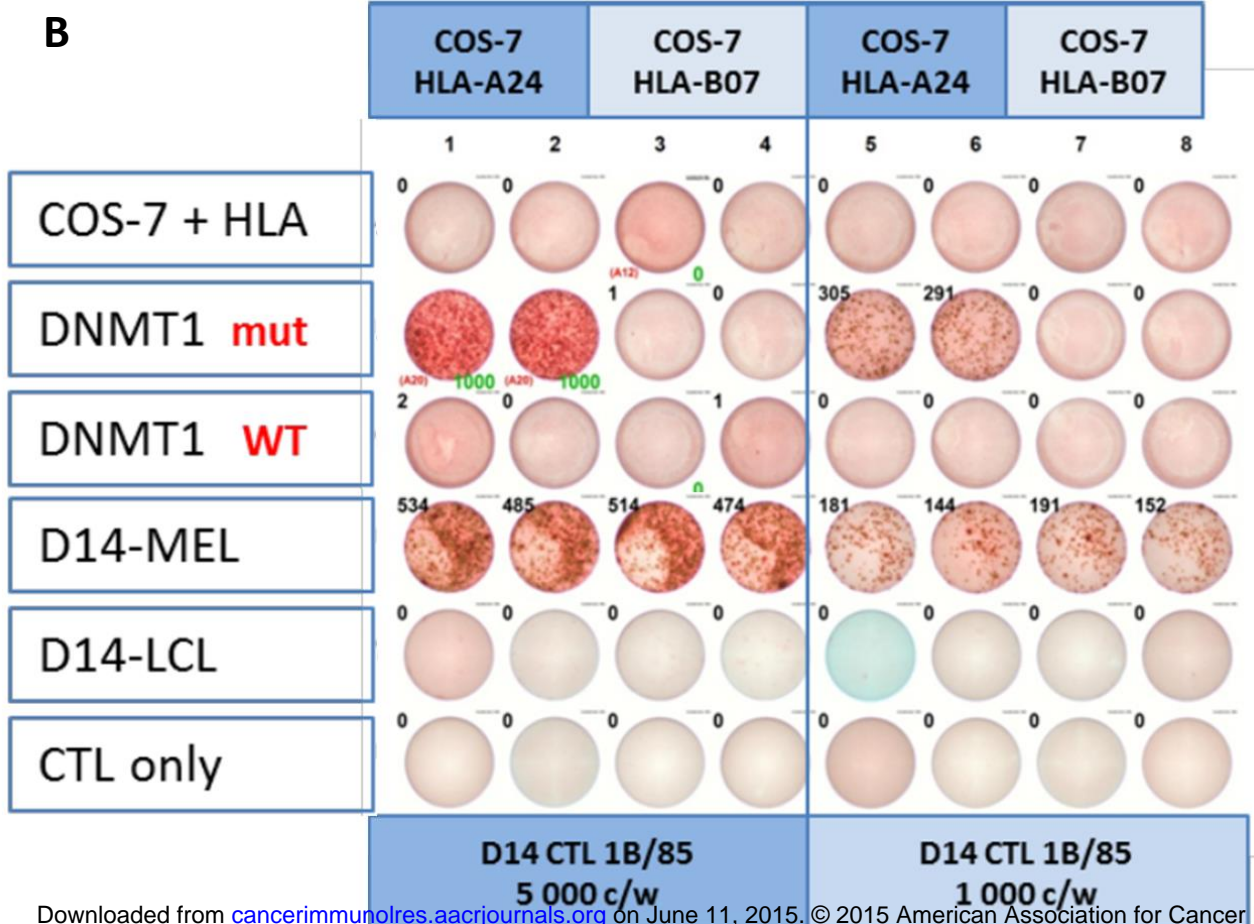 B
COS-7 HLA-A24 COS-7 HLA-B07 COS-7 HLA-A24 COS-7 HLA-B07
1 2 3 4 5 6 7 8
COS-7 + HLA
0 0 0 0 0 0 0
(A12) 0
DNMT1 mut
1 0 305 291 0 0
(A20) 1000 (A20) 1000
DNMT1 WT
2 0 0 1 0 0 0 0
0
D14-MEL
534 485 514 474 181 144 191 152
D14-LCL
0 0 0 0 0 0 0 0
CTL only
0 0 0 0 0 0 0 0
D14 CTL 1B/85
5 000 c/w
D14 CTL 1B/85
1 000 c/w
Downloaded from cancerimmunolres.aacrjournals.org on June 11, 2015. © 2015 American Association for Cancer